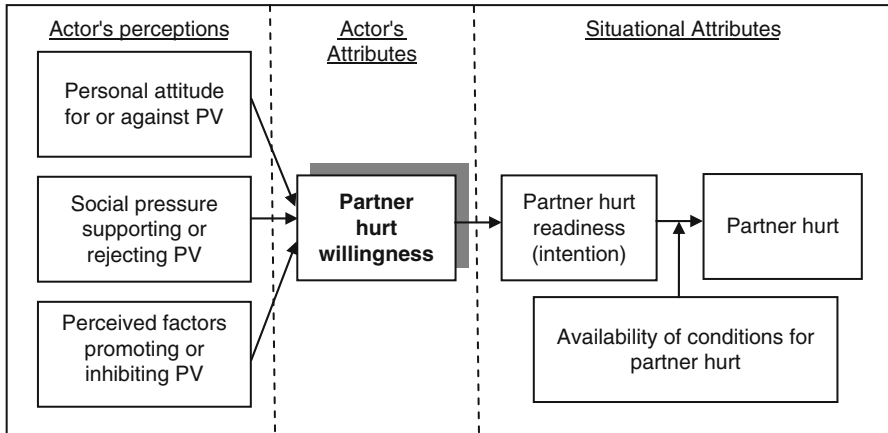 Actor's perceptions
Personal attitude
for or against PV
Social pressure
supporting or
rejecting PV
Perceived factors
promoting or
inhibiting PV
Actor's
Attributes
Partner
hurt
willingness
Situational Attributes
Partner hurt
readiness
(intention)
Partner hurt
Availability of conditions for
partner hurt